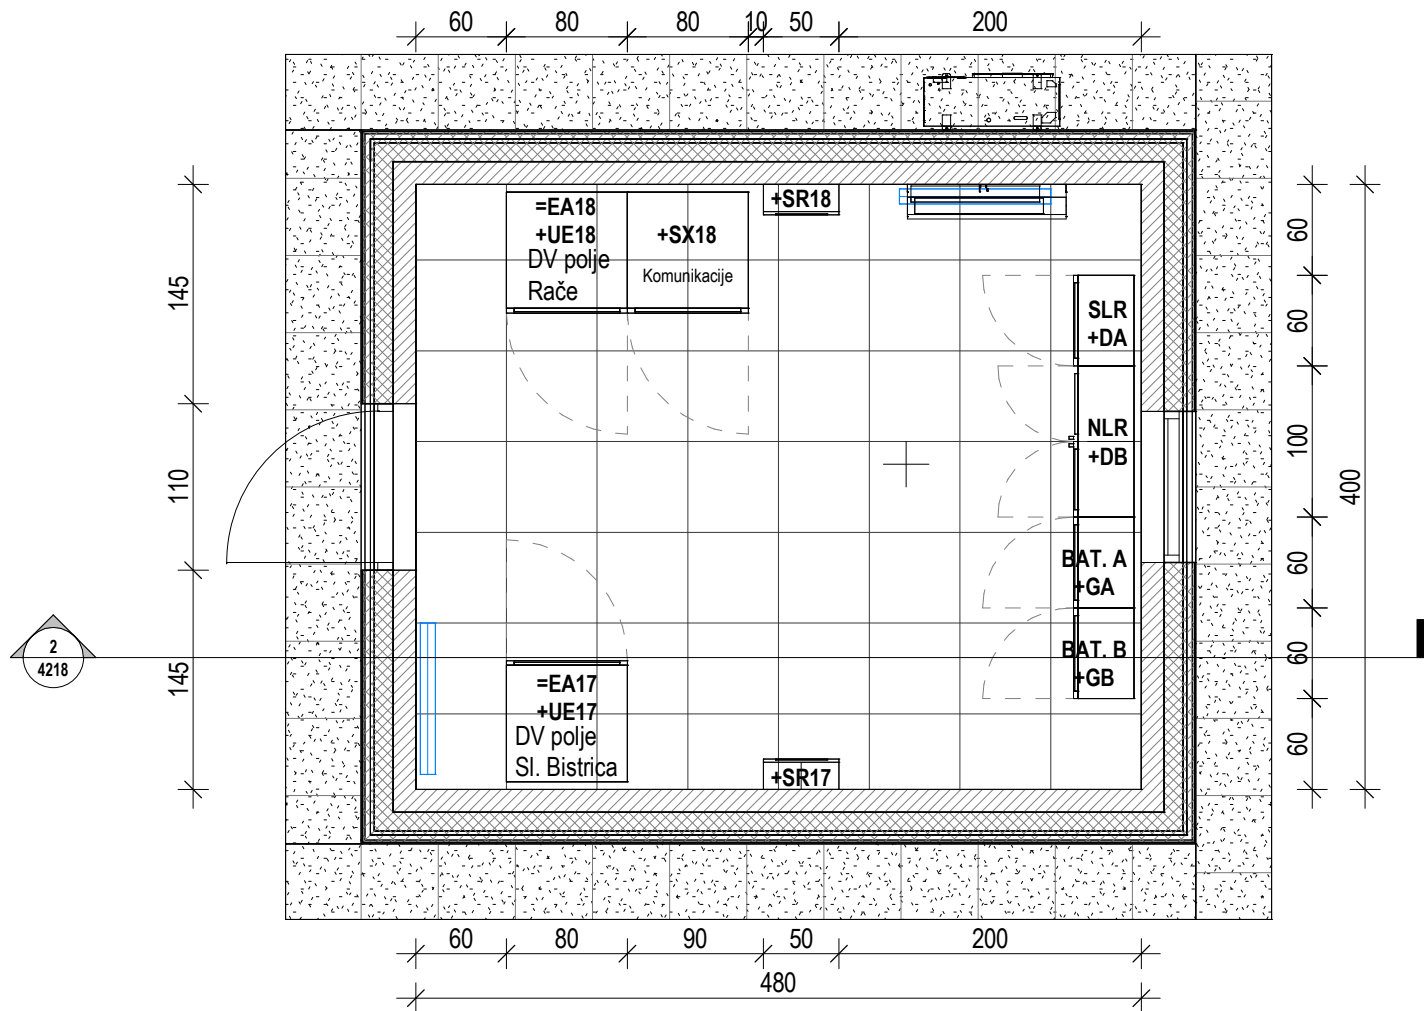 60 80 80 10 50 200
=EA18
+UE18
DV polje
Rače
+SX18
Komunikacije
+SR18
SLR
+DA
NLR
+DB
BAT. A
+GA
BAT. B
+GB
=EA17
+UE17
DV polje
Sl. Bistrica
+SR17
145
110
145
2
4218
60
60
100
60
60
60
400
60 80 90 50 200
480